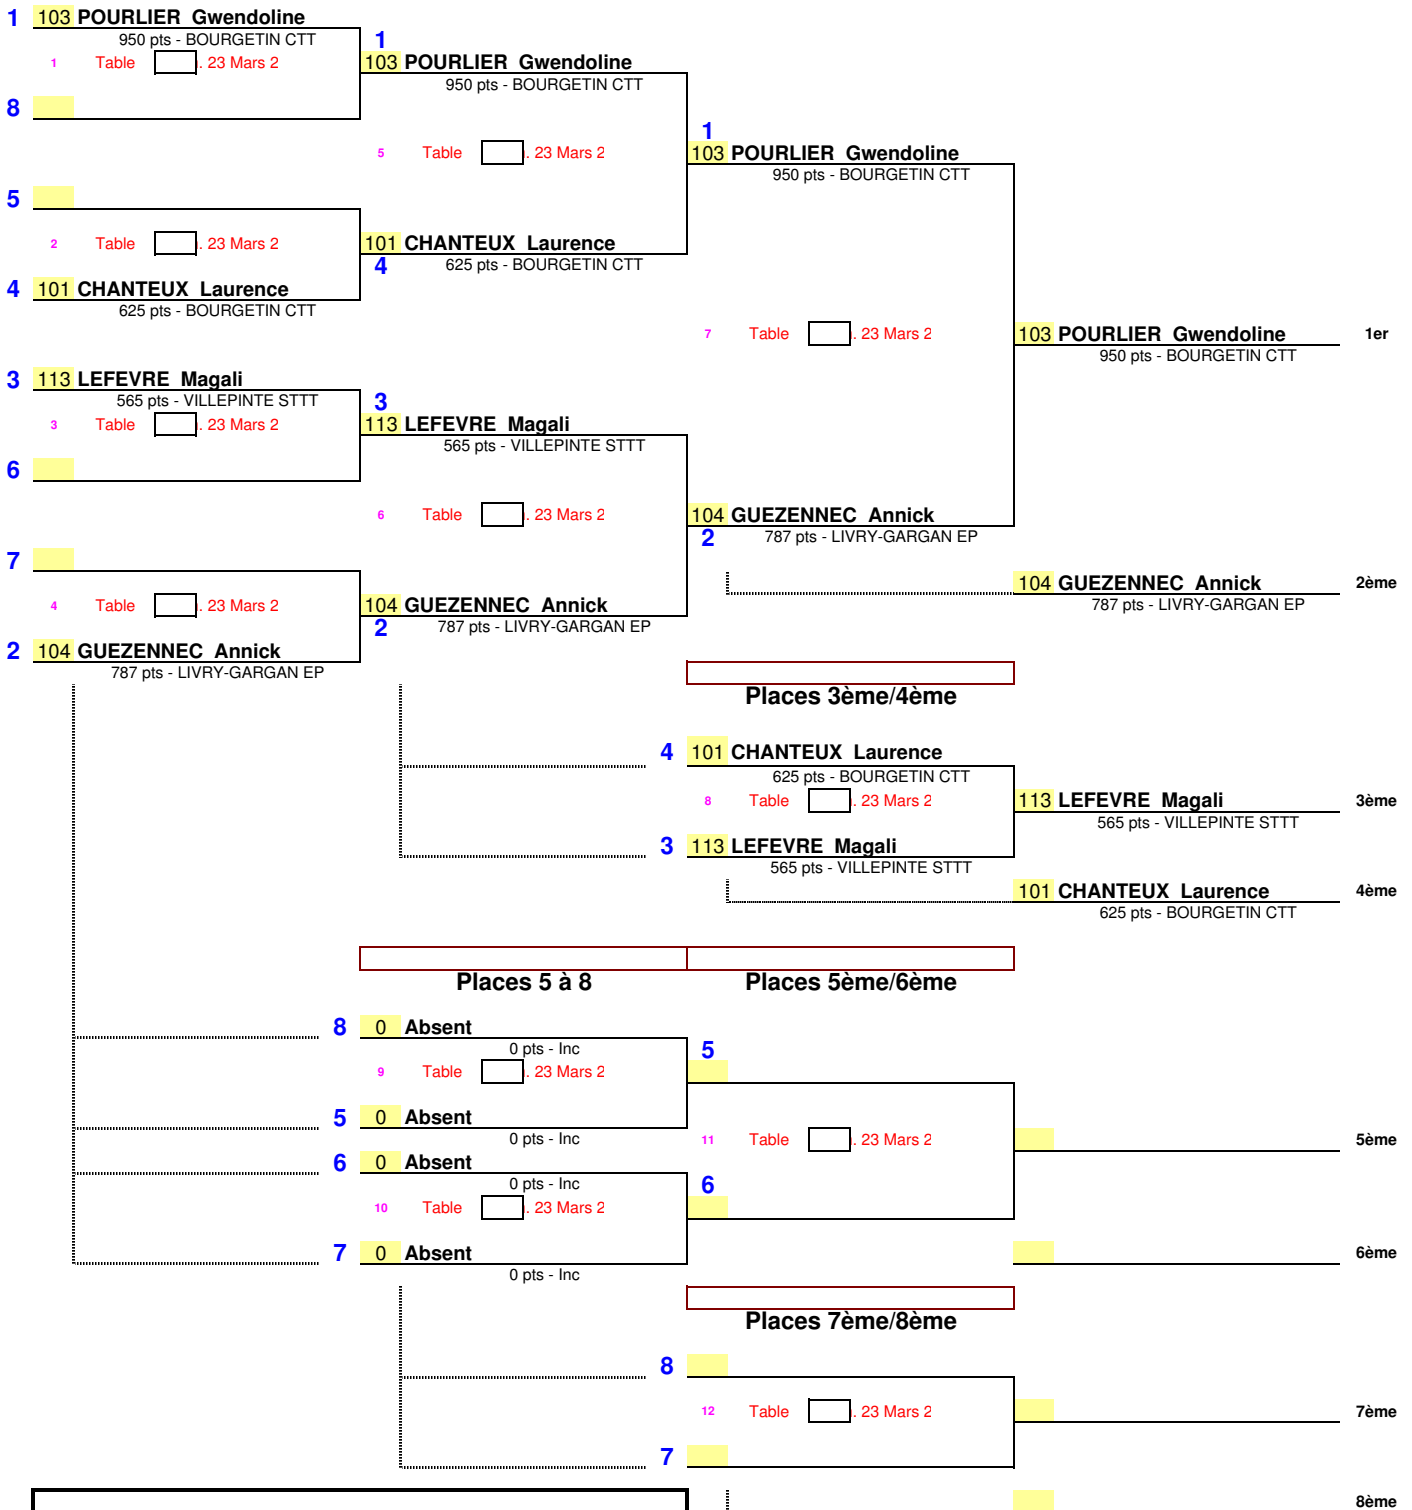 1 103 POURLIER Gwendoline
950 pts - BOURGETIN CTT
1 Table . 23 Mars 2
8
1
103 POURLIER Gwendoline
950 pts - BOURGETIN CTT
5 Table . 23 Mars 2
5
2 Table . 23 Mars 2
4 101 CHANTEUX Laurence
625 pts - BOURGETIN CTT
101 CHANTEUX Laurence
4 625 pts - BOURGETIN CTT
1
103 POURLIER Gwendoline
950 pts - BOURGETIN CTT
7 Table . 23 Mars 2
103 POURLIER Gwendoline 1er
950 pts - BOURGETIN CTT
3 113 LEFEVRE Magali
565 pts - VILLEPINTE STTT
3 Table . 23 Mars 2
6
3
113 LEFEVRE Magali
565 pts - VILLEPINTE STTT
6 Table . 23 Mars 2
7
4 Table . 23 Mars 2
2 104 GUEZENNEC Annick
787 pts - LIVRY-GARGAN EP
104 GUEZENNEC Annick
2 787 pts - LIVRY-GARGAN EP
104 GUEZENNEC Annick
2 787 pts - LIVRY-GARGAN EP
104 GUEZENNEC Annick 2ème
787 pts - LIVRY-GARGAN EP
Places 3ème/4ème
4 101 CHANTEUX Laurence
625 pts - BOURGETIN CTT
8 Table . 23 Mars 2
3 113 LEFEVRE Magali
565 pts - VILLEPINTE STTT
113 LEFEVRE Magali 3ème
565 pts - VILLEPINTE STTT
101 CHANTEUX Laurence 4ème
625 pts - BOURGETIN CTT
Places 5 à 8 Places 5ème/6ème
8 0 Absent
0 pts - Inc
9 Table . 23 Mars 2
5 0 Absent
0 pts - Inc
6 0 Absent
0 pts - Inc
10 Table . 23 Mars 2
7 0 Absent
0 pts - Inc
5
11 Table . 23 Mars 2
6
5ème
6ème
Places 7ème/8ème
8
12 Table . 23 Mars 2
7
7ème
8ème